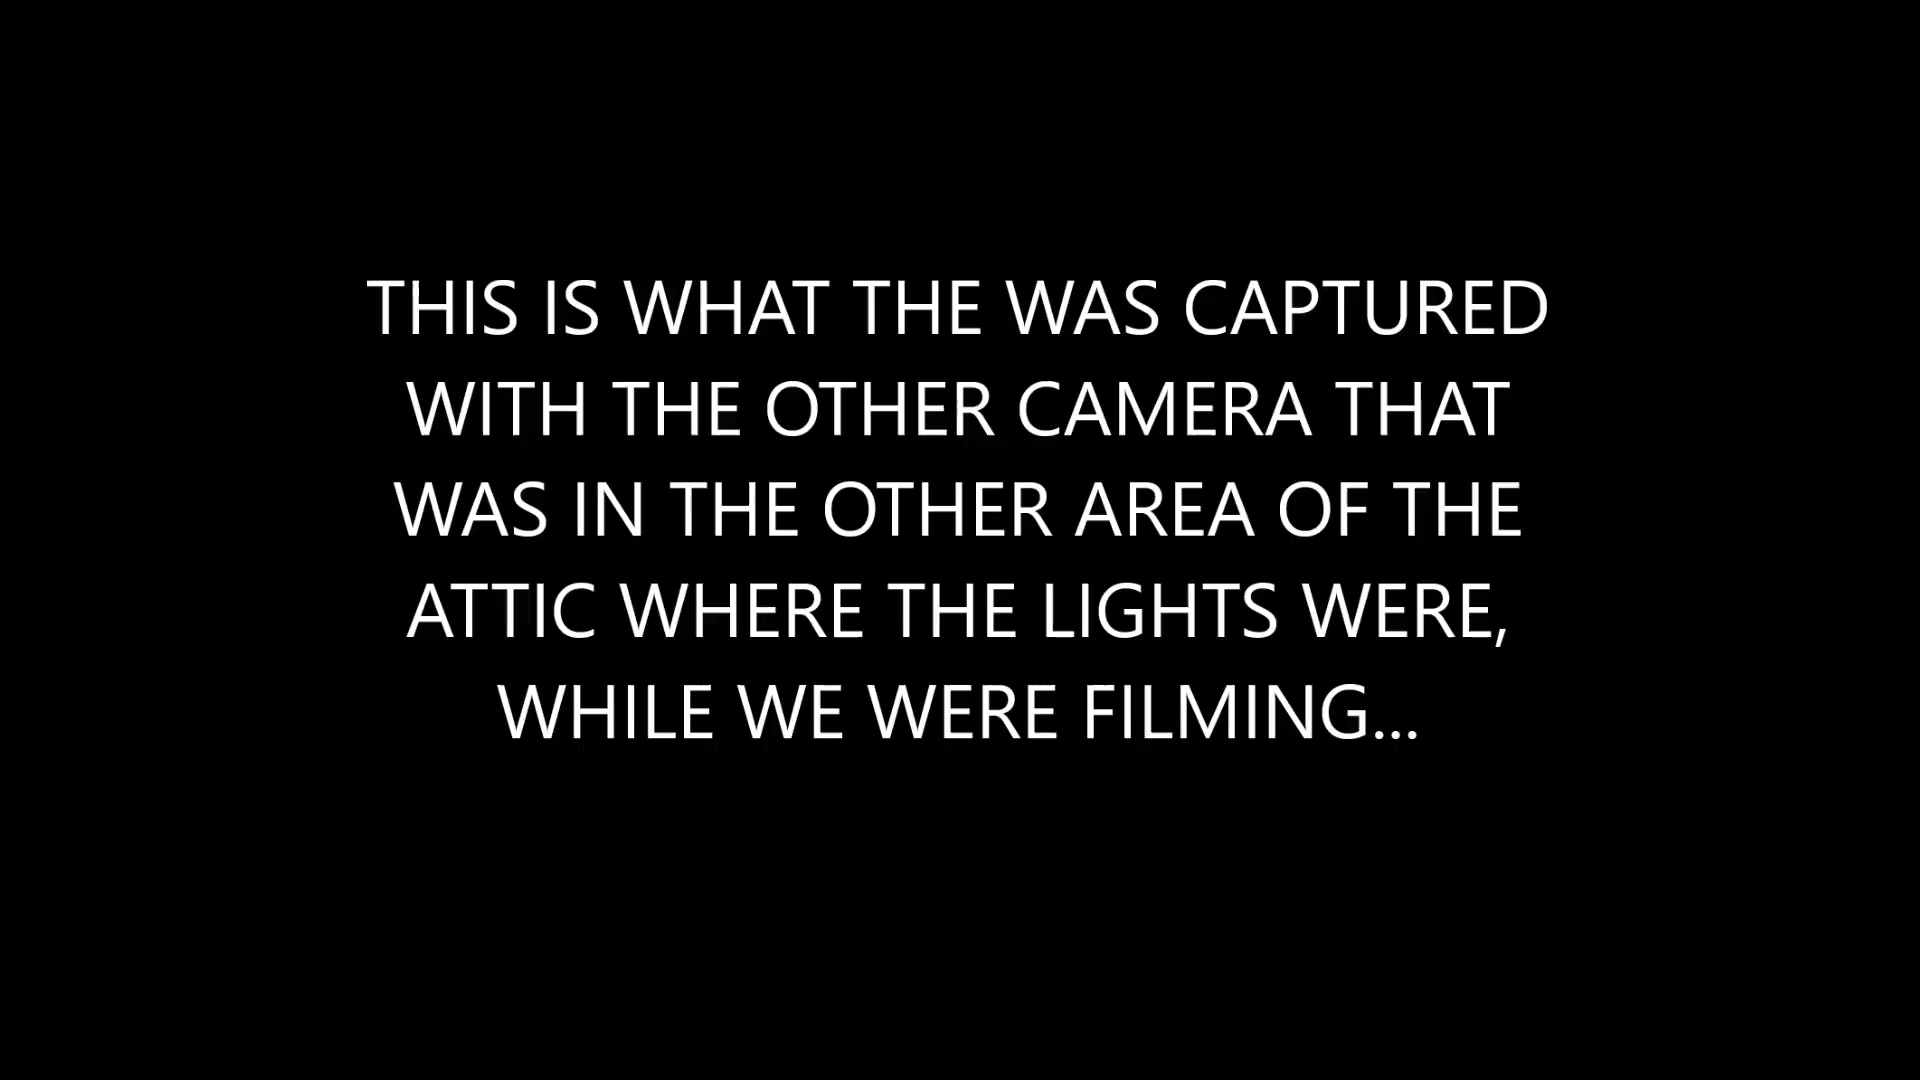 THIS IS WHAT THE WAS CAPTURED
WITH THE OTHER CAMERA THAT
WAS IN THE OTHER AREA OF THE
ATTIC WHERE THE LIGHTS WERE,
WHILE WE WERE FILMING...